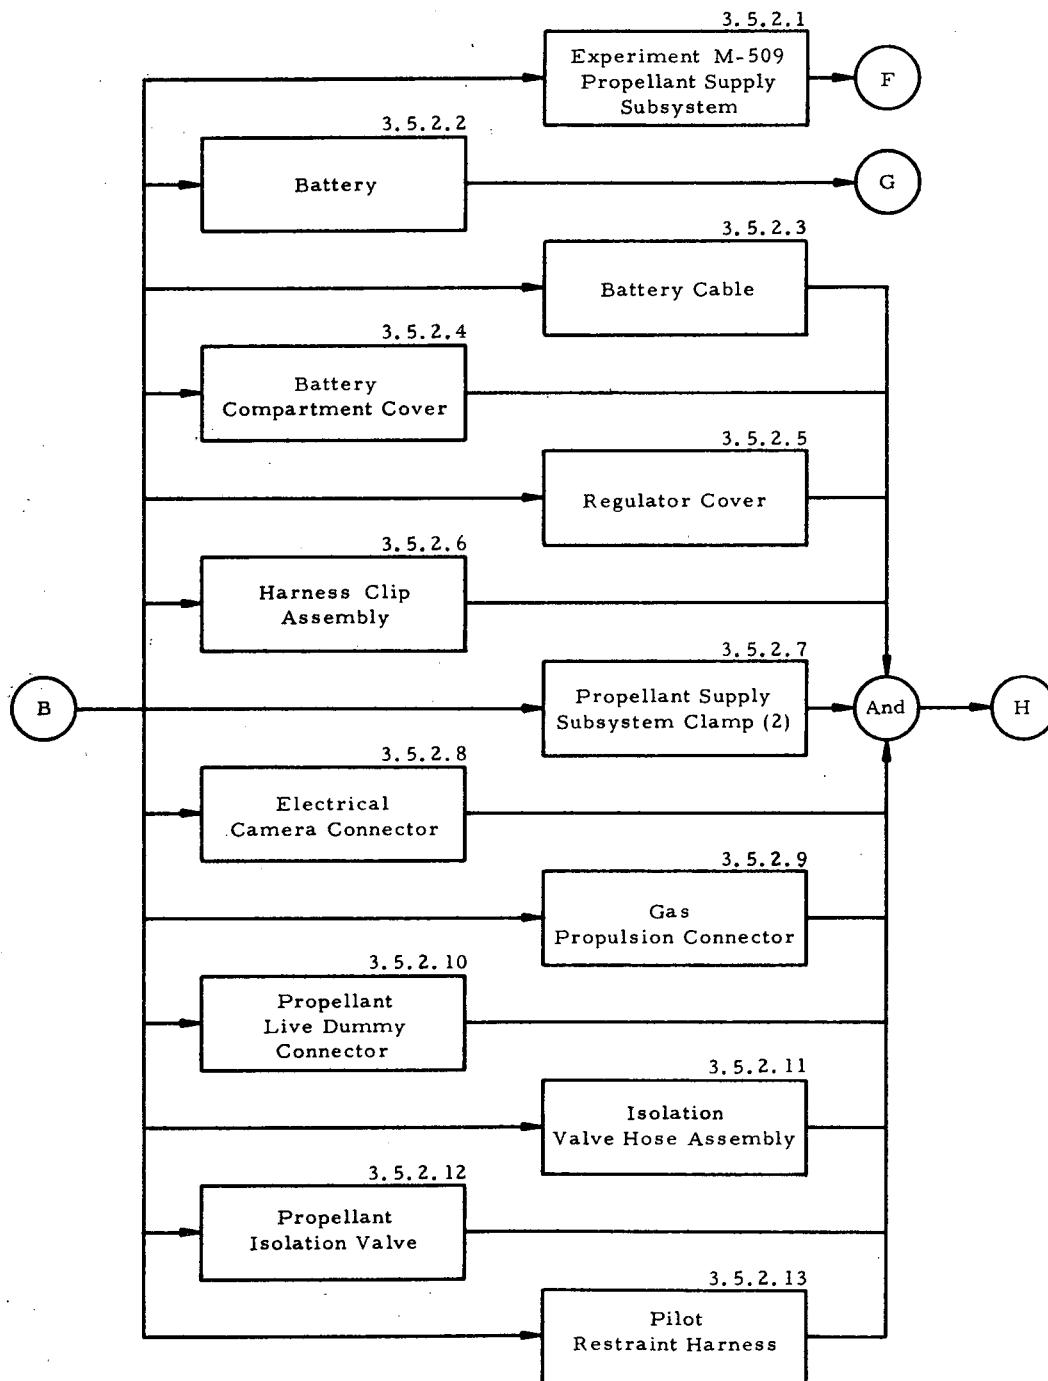 3.5.2.1
Experiment M-509
Propellant Supply
Subsystem
F
3.5.2.2
Battery
G
3.5.2.3
Battery Cable
3.5.2.4
Battery
Compartment Cover
3.5.2.5
Regulator Cover
3.5.2.6
Harness Clip
Assembly
3.5.2.7
Propellant Supply
Subsystem Clamp (2)
B
And
H
3.5.2.8
Electrical
Camera Connector
3.5.2.9
Gas
Propulsion Connector
3.5.2.10
Propellant
Live Dummy
Connector
3.5.2.11
Isolation
Valve Hose Assembly
3.5.2.12
Propellant
Isolation Valve
3.5.2.13
Pilot
Restraint Harness